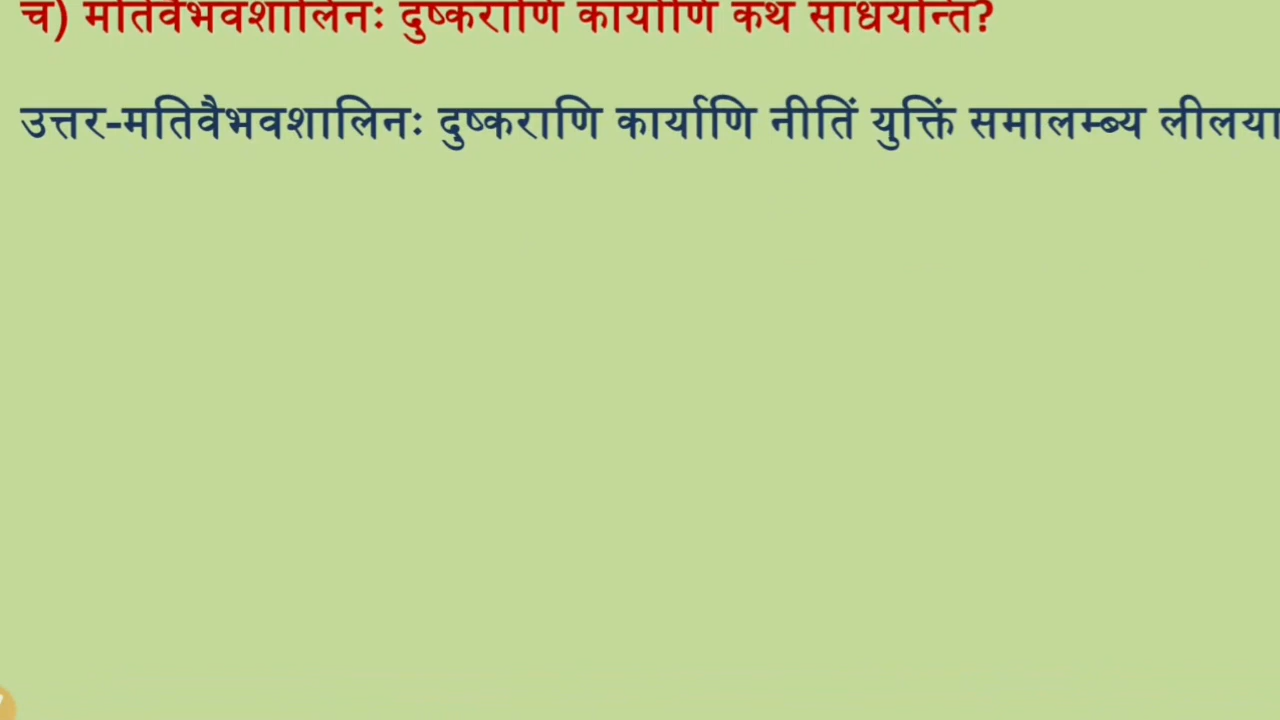 च) मतिवैभवशालिनः दुष्कराणि कार्याणि कथं साधयन्ति?
उत्तर-मतिवैभवशालिनः दुष्कराणि कार्याणि नीतिं युक्तिं समालम्ब्य लीलया